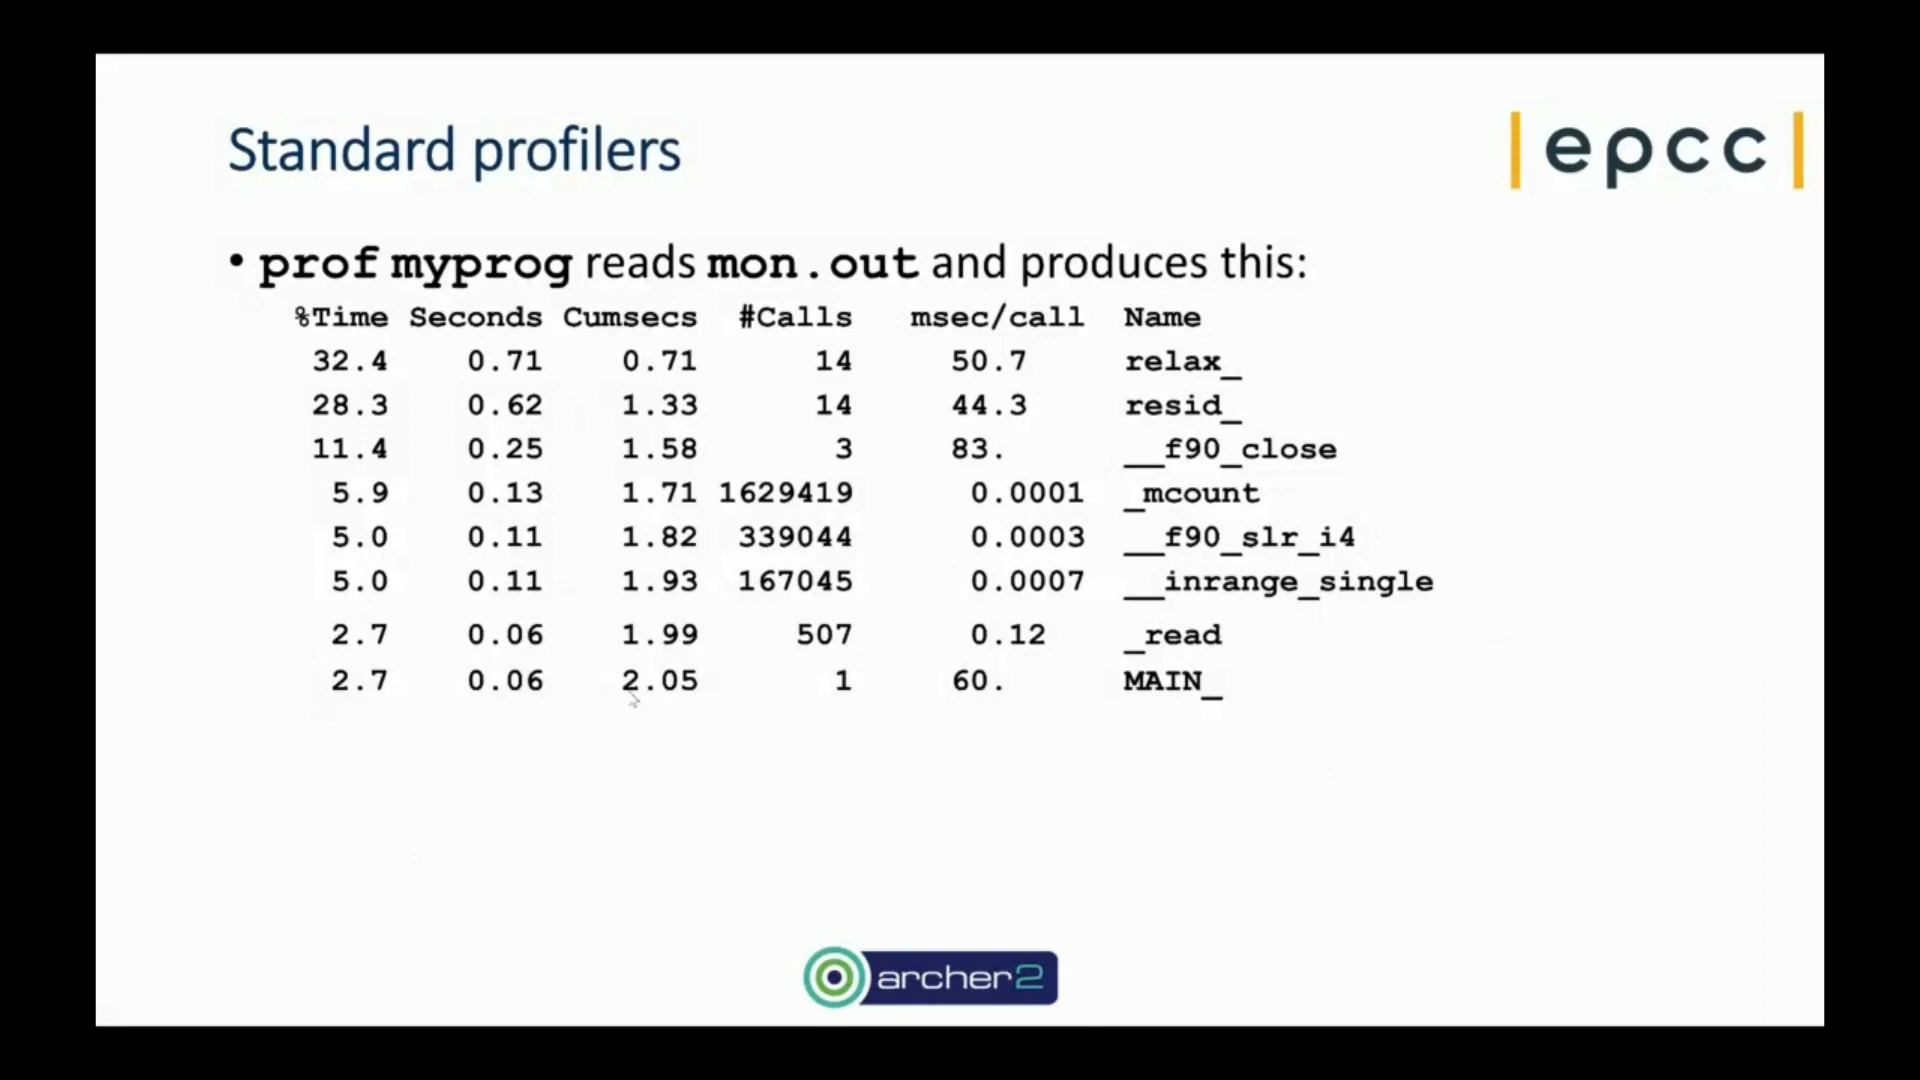 Standard profilers
|epcc|
• prof myprog reads mon.out and produces this:
%Time Seconds Cumsecs #Calls msec/call Name
32.4 0.71 0.71 14 50.7 relax_
28.3 0.62 1.33 14 44.3 resid_
11.4 0.25 1.58 3 83. __f90_close
5.9 0.13 1.71 1629419 0.0001 _mcount
5.0 0.11 1.82 339044 0.0003 __f90_slr_i4
5.0 0.11 1.93 167045 0.0007 __inrange_single
2.7 0.06 1.99 507 0.12 _read
2.7 0.06 2.05 1 60. MAIN_
archer2